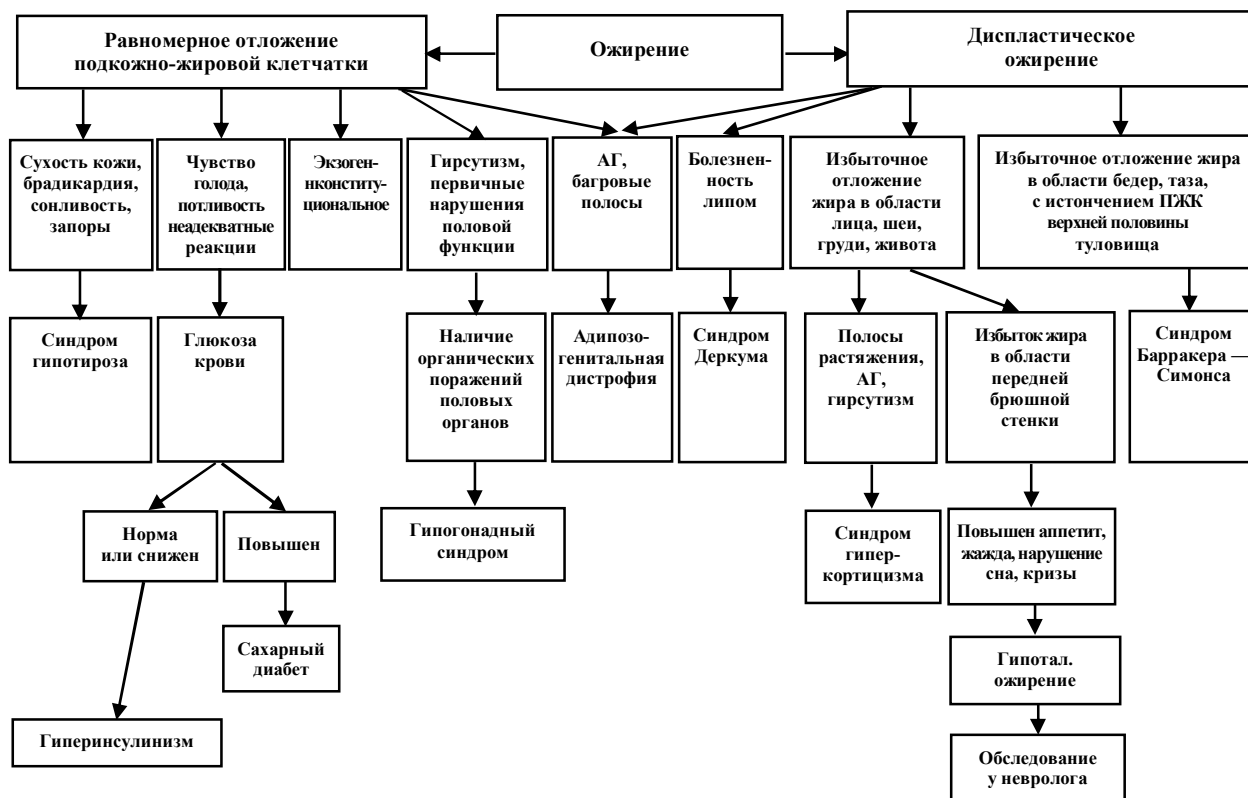 Равномерное отложение
подкожно-жировой клетчатки
Ожирение
Диспластическое
ожирение
Сухость кожи,
брадикардия,
сонливость,
запоры
Чувство
голода,
потливость
неадекватные
реакции
Экзоген-
нконститу-
циональное
Гирсутизм,
первичные
нарушения
половой
функции
АГ,
багровые
полосы
Болезнен-
ность
липом
Избыточное
отложение
жира в области
лица, шеи,
груди, живота
Избыточное отложение жира
в области бедер, таза,
с истончением ПЖК
верхней половины
туловища
Синдром
гипотироза
Глюкоза
крови
Наличие
органических
поражений
половых
органов
Адипозо-
генитальная
дистрофия
Синдром
Деркума
Полосы
растяжения,
АГ,
гирсутизм
Избыток жира
в области
передней
брюшной
стенки
Синдром
Барракера —
Симонса
Норма
или снижен
Повышен
Гипогонадный
синдром
Синдром
гипер-
кортицизма
Повышен аппетит,
жажда, нарушение
сна, кризы
Сахарный
диабет
Гипотал.
ожирение
Гиперинсулинизм
Обследование
у невролога